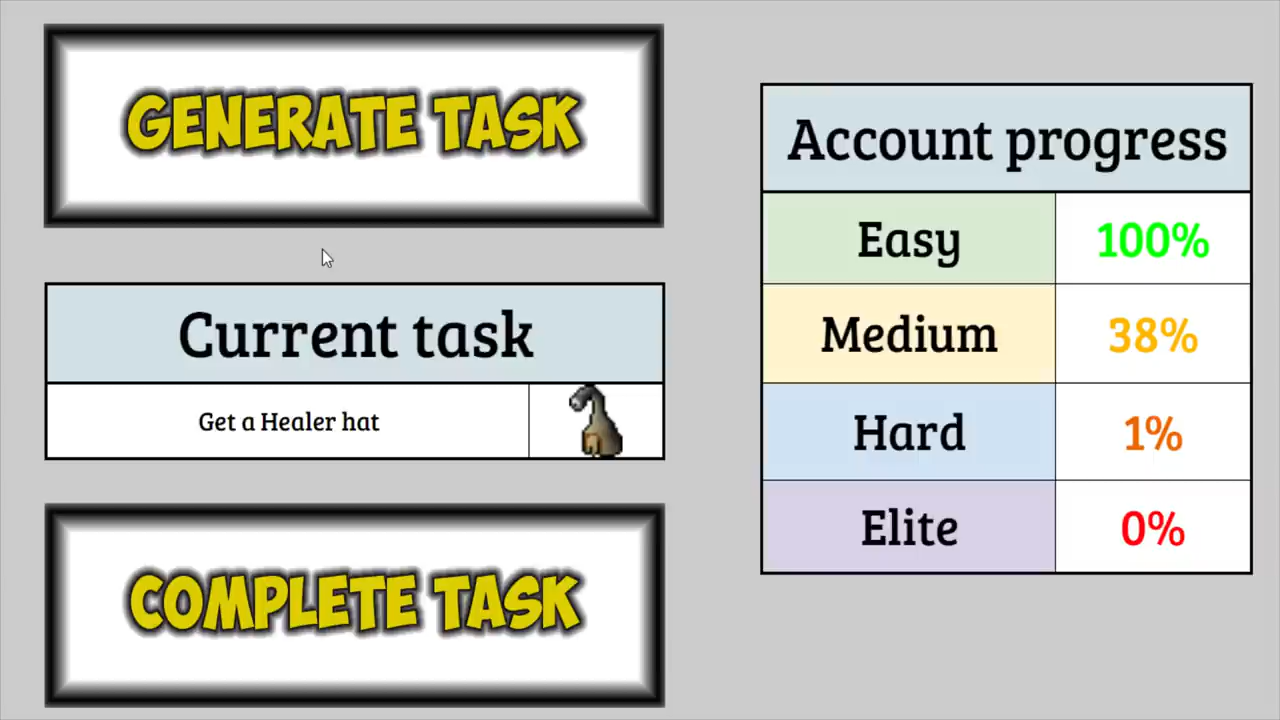 GENERATE TASK
Current task
Get a Healer hat
COMPLETE TASK
Account progress
Easy 100%
Medium 38%
Hard 1%
Elite 0%